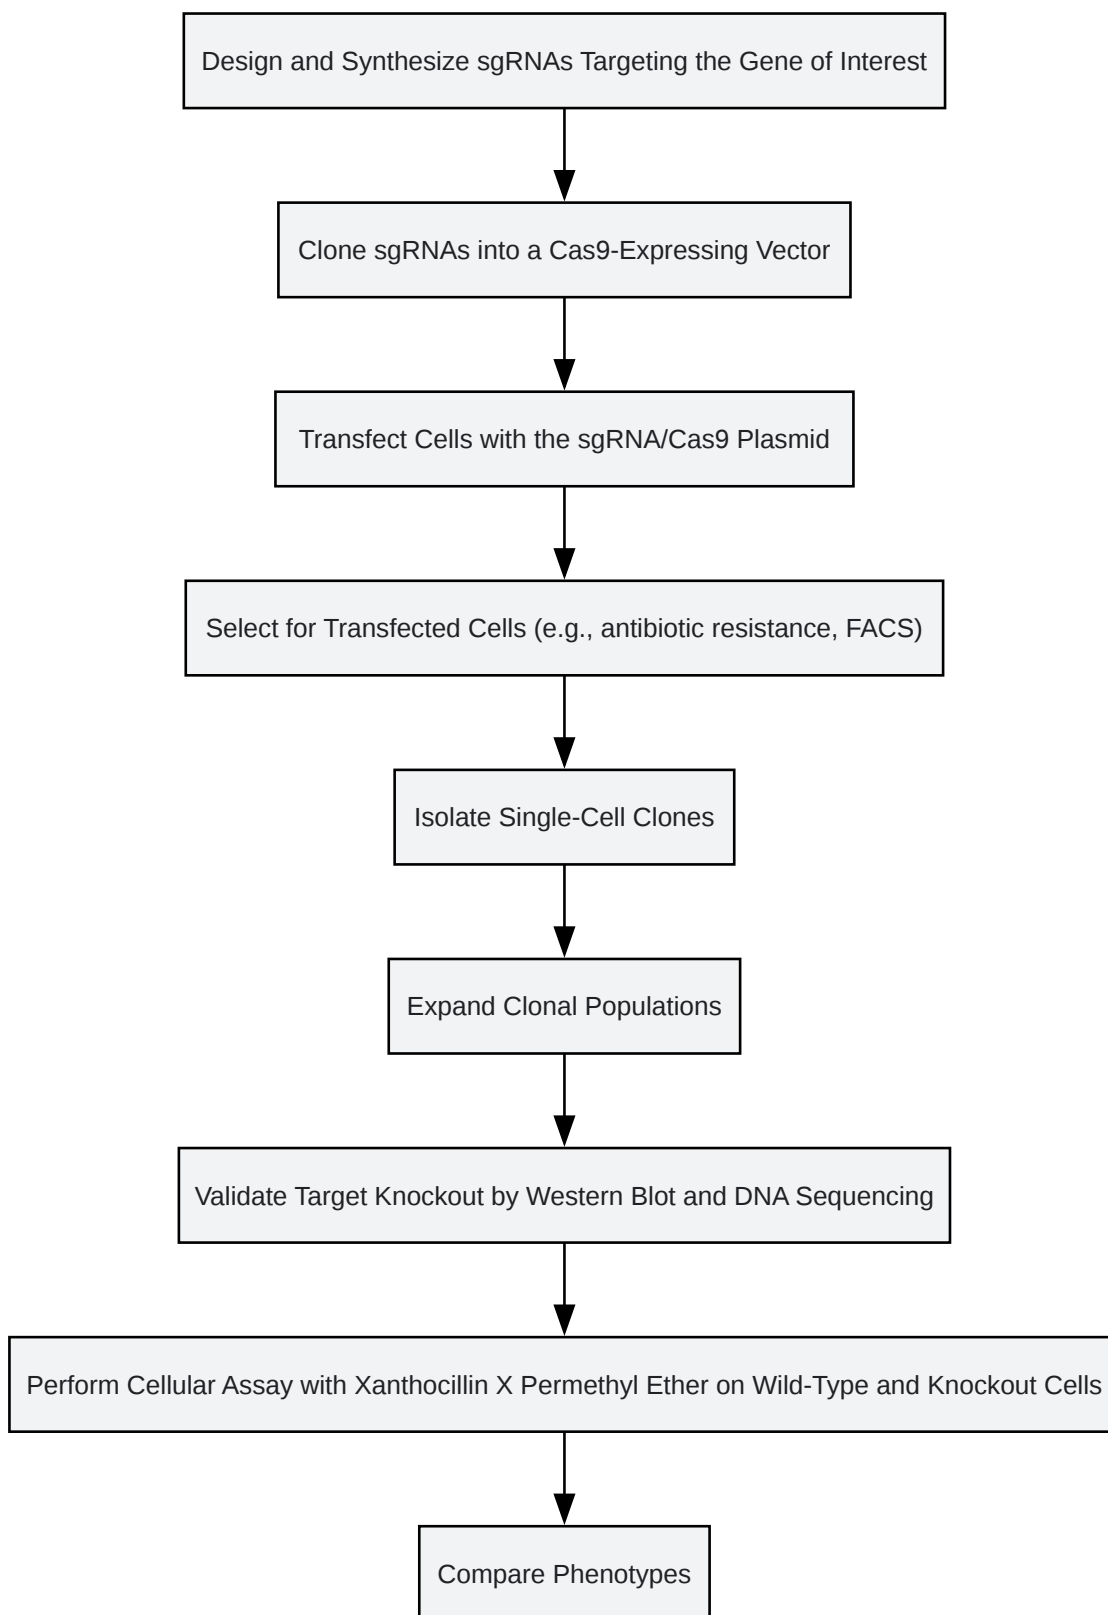 Design and Synthesize sgRNAs Targeting the Gene of Interest
Clone sgRNAs into a Cas9-Expressing Vector
Transfect Cells with the sgRNA/Cas9 Plasmid
Select for Transfected Cells (e.g., antibiotic resistance, FACS)
Isolate Single-Cell Clones
Expand Clonal Populations
Validate Target Knockout by Western Blot and DNA Sequencing
Perform Cellular Assay with Xanthocillin X Permethyl Ether on Wild-Type and Knockout Cells
Compare Phenotypes